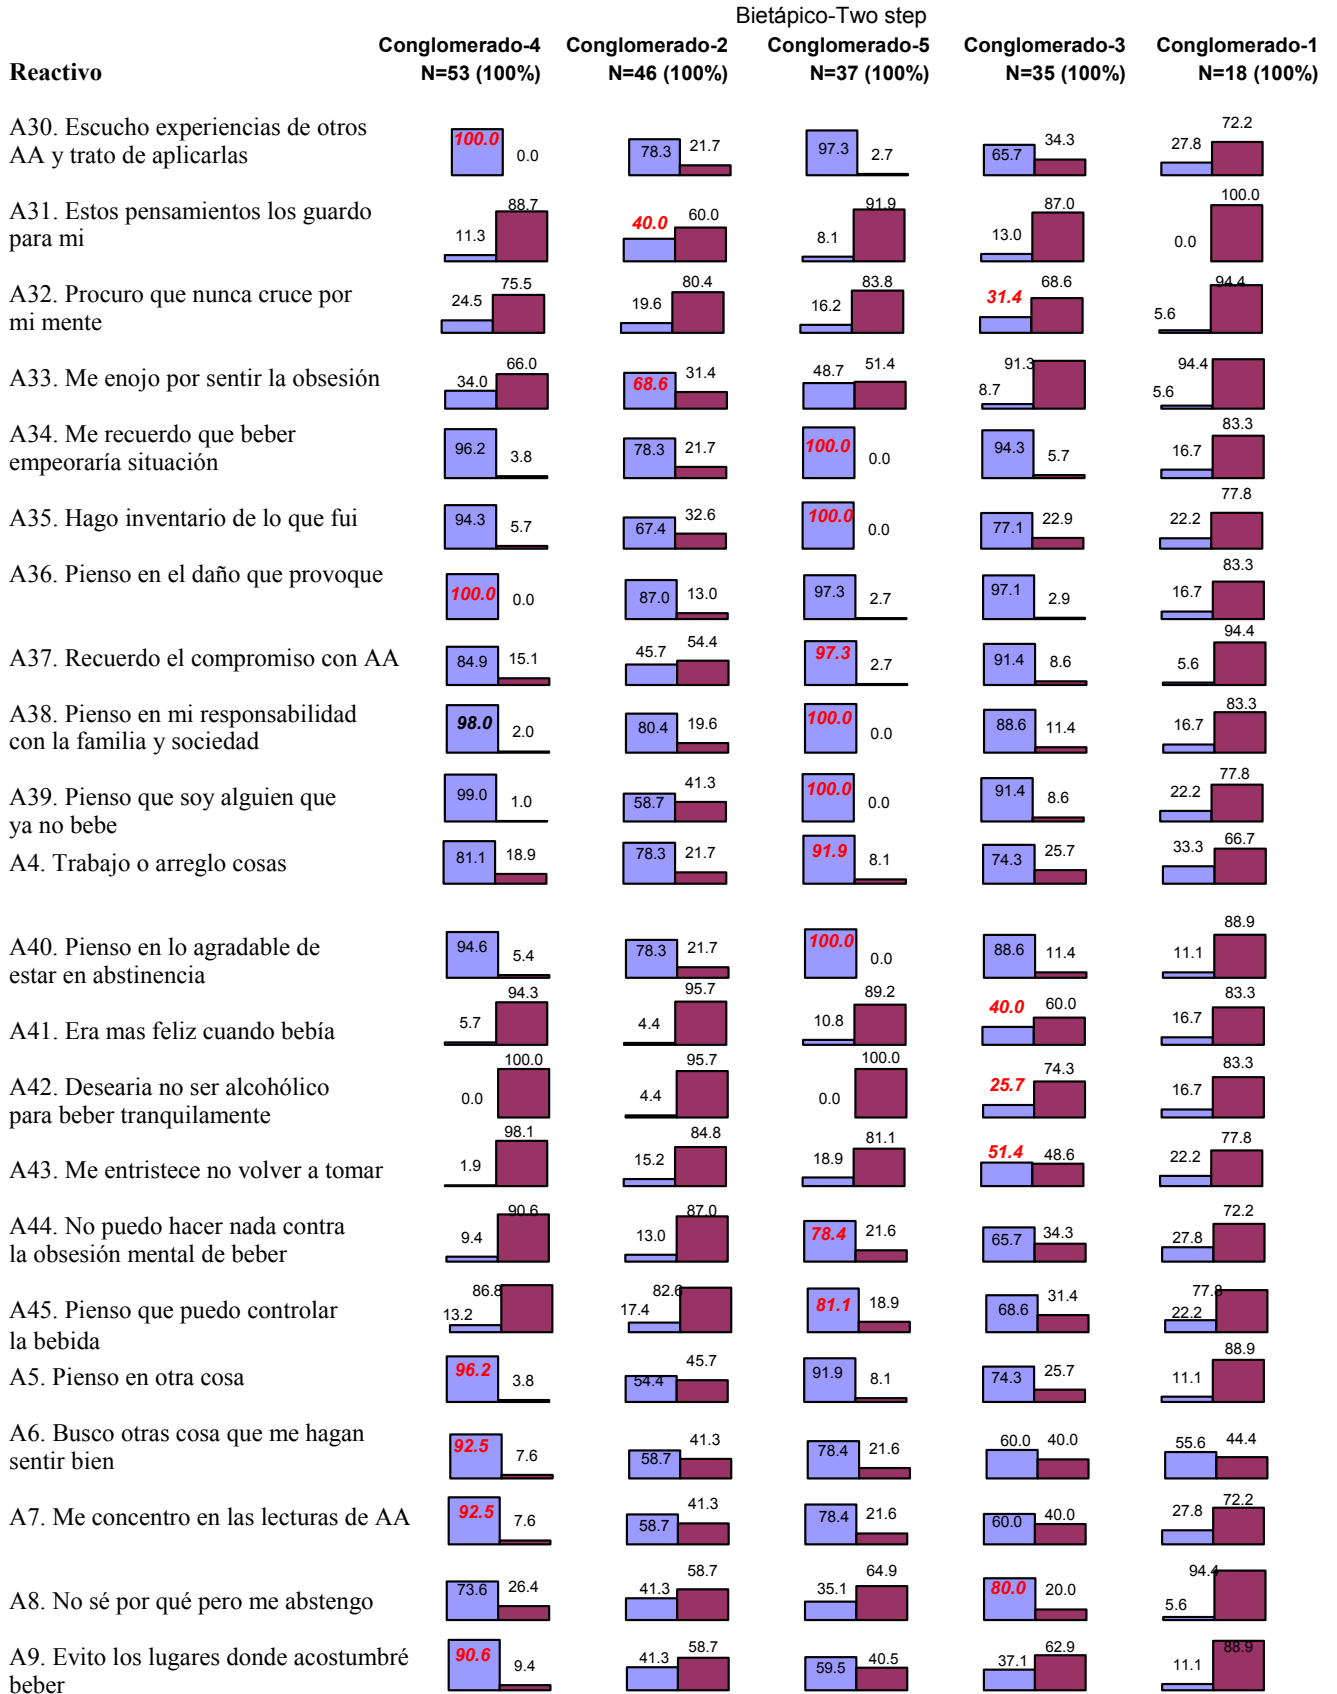 Bietápico-Two step
Conglomerado-4 Conglomerado-2 Conglomerado-5 Conglomerado-3 Conglomerado-1
Reactivo N=53 (100%) N=46 (100%) N=37 (100%) N=35 (100%) N=18 (100%)
A30. Escucho experiencias de otros
AA y trato de aplicarlas
100.0 0.0 78.3 21.7 97.3 2.7 65.7 34.3 27.8 72.2
A31. Estos pensamientos los guardo
para mi
11.3 88.7 40.0 60.0 8.1 91.9 13.0 87.0 0.0 100.0
A32. Procuro que nunca cruce por
mi mente
24.5 75.5 19.6 80.4 16.2 83.8 31.4 68.6 5.6 94.4
A33. Me enojo por sentir la obsesión
34.0 66.0 68.6 31.4 48.7 51.4 8.7 91.3 5.6 94.4
A34. Me recuerdo que beber
empeoraría situación
96.2 3.8 78.3 21.7 100.0 0.0 94.3 5.7 16.7 83.3
A35. Hago inventario de lo que fui
94.3 5.7 67.4 32.6 100.0 0.0 77.1 22.9 22.2 77.8
A36. Pienso en el daño que provoque
100.0 0.0 87.0 13.0 97.3 2.7 97.1 2.9 16.7 83.3
A37. Recuerdo el compromiso con AA
84.9 15.1 45.7 54.4 97.3 2.7 91.4 8.6 5.6 94.4
A38. Pienso en mi responsabilidad
con la familia y sociedad
98.0 2.0 80.4 19.6 100.0 0.0 88.6 11.4 16.7 83.3
A39. Pienso que soy alguien que
ya no bebe
99.0 1.0 58.7 41.3 100.0 0.0 91.4 8.6 22.2 77.8
A4. Trabajo o arreglo cosas
81.1 18.9 78.3 21.7 91.9 8.1 74.3 25.7 33.3 66.7
A40. Pienso en lo agradable de
estar en abstinencia
94.6 5.4 78.3 21.7 100.0 0.0 88.6 11.4 11.1 88.9
A41. Era mas feliz cuando bebía
5.7 94.3 4.4 95.7 10.8 89.2 40.0 60.0 16.7 83.3
A42. Desearia no ser alcohólico
para beber tranquilamente
0.0 100.0 4.4 95.7 0.0 100.0 25.7 74.3 16.7 83.3
A43. Me entristece no volver a tomar
1.9 98.1 15.2 84.8 18.9 81.1 51.4 48.6 22.2 77.8
A44. No puedo hacer nada contra
la obsesión mental de beber
9.4 90.6 13.0 87.0 78.4 21.6 65.7 34.3 27.8 72.2
A45. Pienso que puedo controlar
la bebida
13.2 86.8 17.4 82.6 81.1 18.9 68.6 31.4 22.2 77.8
A5. Pienso en otra cosa
96.2 3.8 54.4 45.7 91.9 8.1 74.3 25.7 11.1 88.9
A6. Busco otras cosa que me hagan
sentir bien
92.5 7.6 58.7 41.3 78.4 21.6 60.0 40.0 55.6 44.4
A7. Me concentro en las lecturas de AA
92.5 7.6 58.7 41.3 78.4 21.6 60.0 40.0 27.8 72.2
A8. No sé por qué pero me abstengo
73.6 26.4 41.3 58.7 35.1 64.9 80.0 20.0 5.6 94.4
A9. Evito los lugares donde acostumbré
beber
90.6 9.4 41.3 58.7 59.5 40.5 37.1 62.9 11.1 88.9